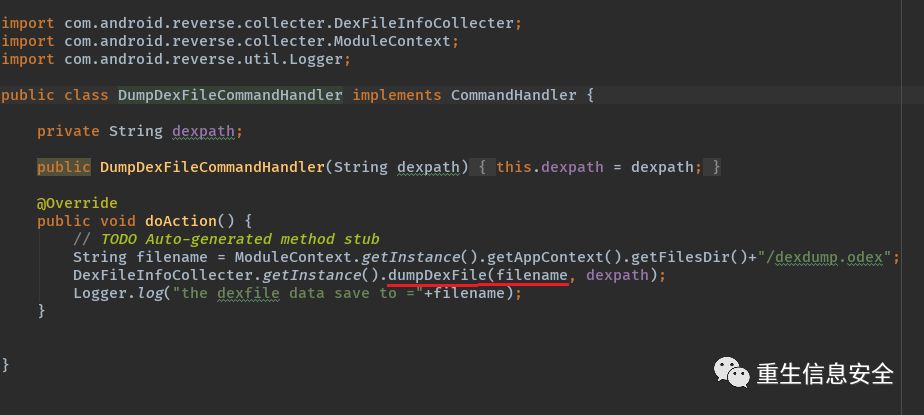 import com.android.reverse.collecter.DexFileInfoCollecter;
import com.android.reverse.collecter.ModuleContext;
import com.android.reverse.util.Logger;
public class DumpDexFileCommandHandler implements CommandHandler {
private String dexpath;
public DumpDexFileCommandHandler(String dexpath) { this.dexpath = dexpath; }
@Override
public void doAction() {
// TODO Auto-generated method stub
String filename = ModuleContext.getInstance().getAppContext().getFilesDir()+"/dexdump.odex";
DexFileInfoCollecter.getInstance().dumpDexFile(filename, dexpath);
Logger.log("the dexfile data save to ="+filename);
}
}
重生信息安全